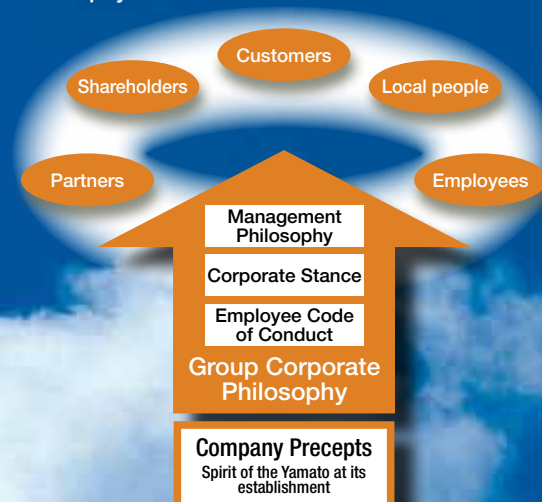 Customers
Shareholders
Local people
Partners
Employees
Management
Philosophy
Corporate Stance
Employee Code
of Conduct
Group Corporate
Philosophy
Company Precepts
Spirit of the Yamato at its
establishment